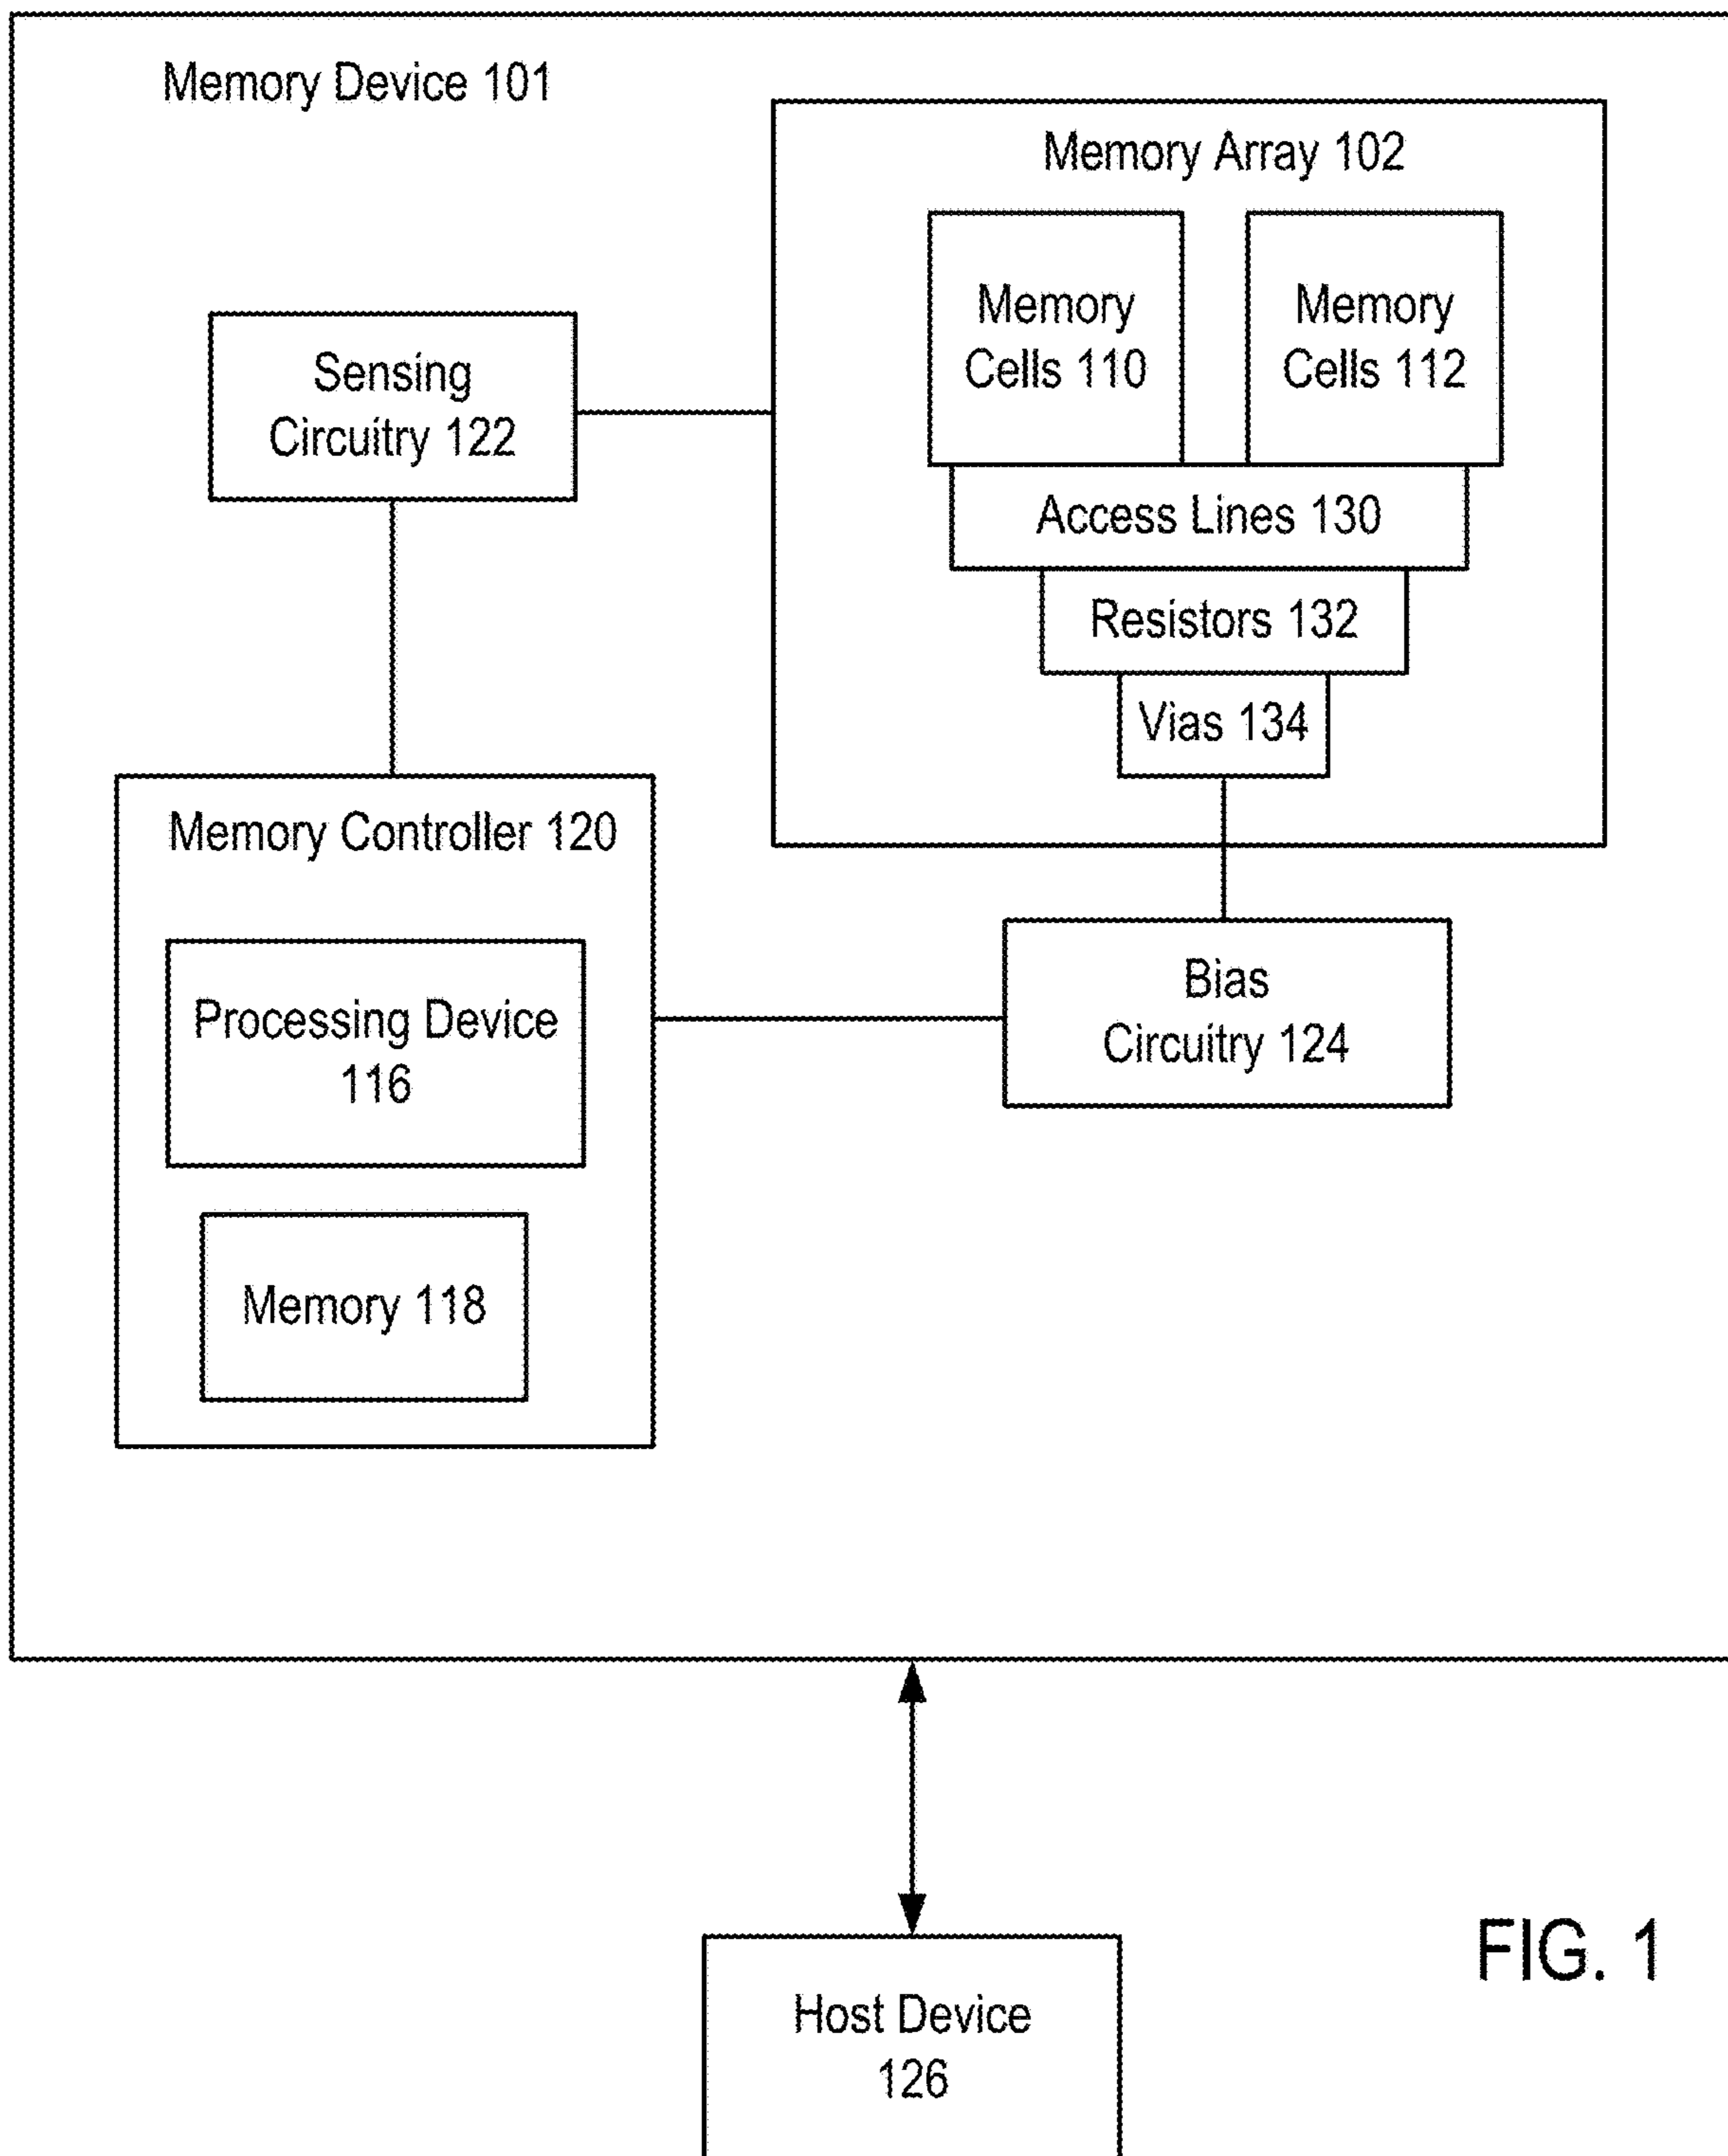 Memory Device 101
Memory Array 102
Memory
Cells 110
Memory
Cells 112
Sensing
Circuitry 122
Access Lines 130
Resistors 132
Vias 134
Memory Controller 120
Processing Device
116
Bias
Circuitry 124
Memory 118
Host Device
126
FIG. 1